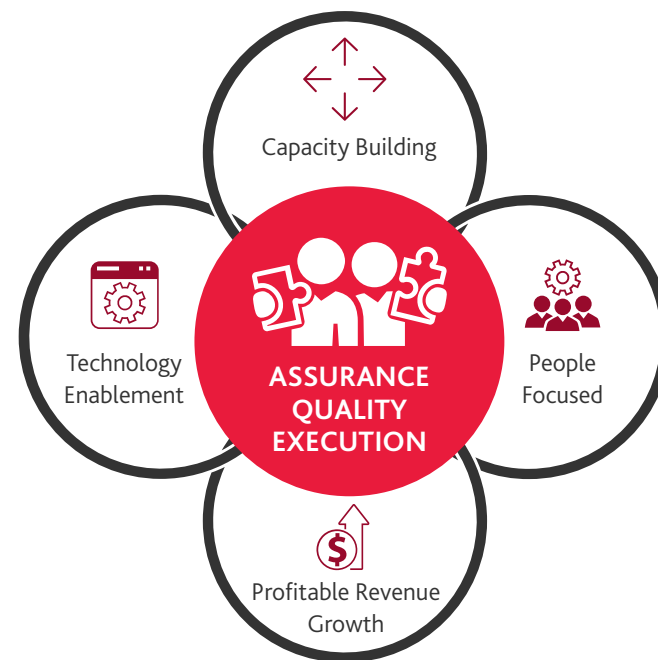 Capacity Building
Technology
Enablement
ASSURANCE
QUALITY
EXECUTION
People
Focused
$
Profitable Revenue
Growth